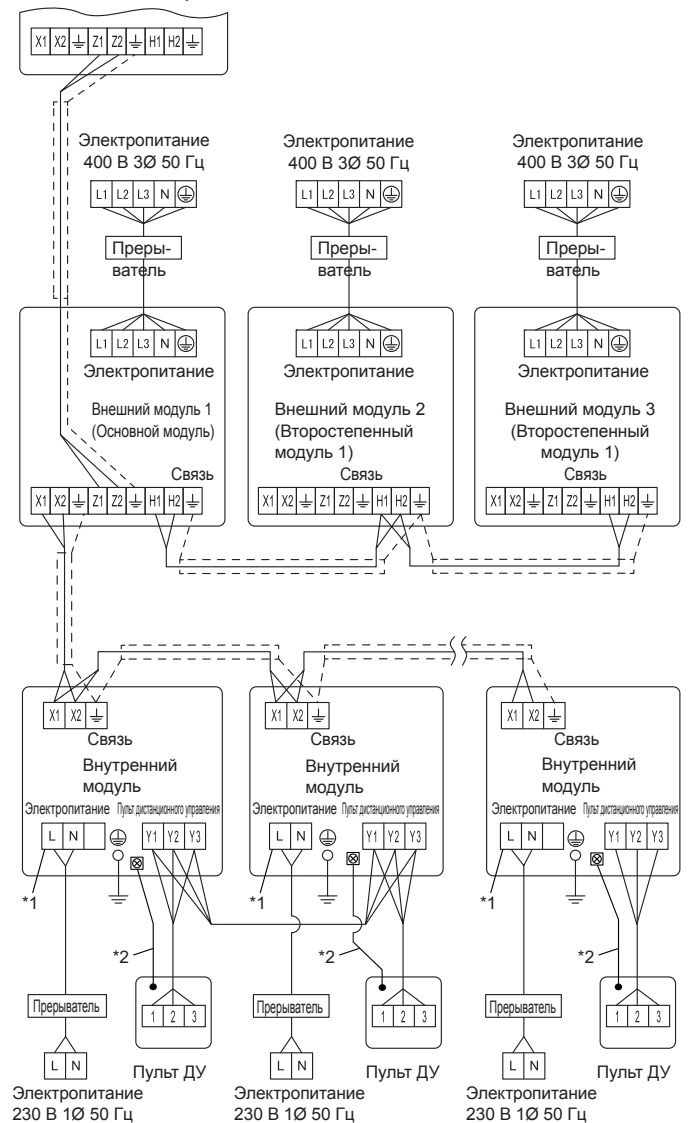 X1 X2 Z1 Z2 H1 H2
Электропитание Электропитание Электропитание
400 В 3Ø 50 Гц 400 В 3Ø 50 Гц 400 В 3Ø 50 Гц
L1 L2 L3 N L1 L2 L3 N L1 L2 L3 N
Преры- Преры- Преры-
ватель ватель ватель
L1 L2 L3 N L1 L2 L3 N L1 L2 L3 N
Электропитание Электропитание Электропитание
Внешний модуль 1 Внешний модуль 2 Внешний модуль 3
(Основной модуль) (Второстепенный (Второстепенный
модуль 1) модуль 1)
Связь Связь Связь
X1 X2 Z1 Z2 H1 H2 X1 X2 Z1 Z2 H1 H2 X1 X2 Z1 Z2 H1 H2
X1 X2 X1 X2 X1 X2
Связь Связь Связь
Внутренний Внутренний Внутренний
модуль модуль модуль
Электропитание Пульт дистанционного управления Электропитание Пульт дистанционного управления Электропитание Пульт дистанционного управления
L N Y1 Y2 Y3 L N Y1 Y2 Y3 L N Y1 Y2 Y3
*1 *1 *1
*2 *2 *2
Прерыватель 1 2 3 Прерыватель 1 2 3 Прерыватель 1 2 3
L N Пульт ДУ L N Пульт ДУ L N Пульт ДУ
Электропитание Электропитание Электропитание
230 В 1Ø 50 Гц 230 В 1Ø 50 Гц 230 В 1Ø 50 Гц